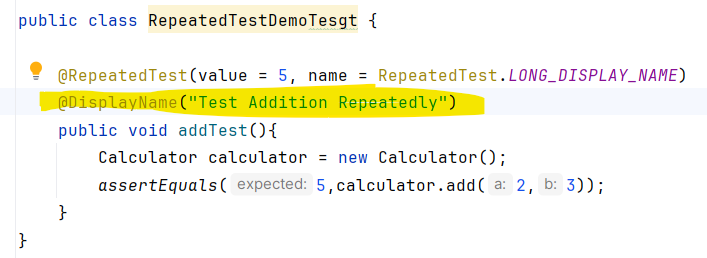 public class RepeatedTestDemoTesgt {
@RepeatedTest(value = 5, name = RepeatedTest.LONG_DISPLAY_NAME)
@DisplayName("Test Addition Repeatedly")
public void addTest(){
Calculator calculator = new Calculator();
assertEquals( expected: 5,calculator.add( a: 2, b: 3));
}
}